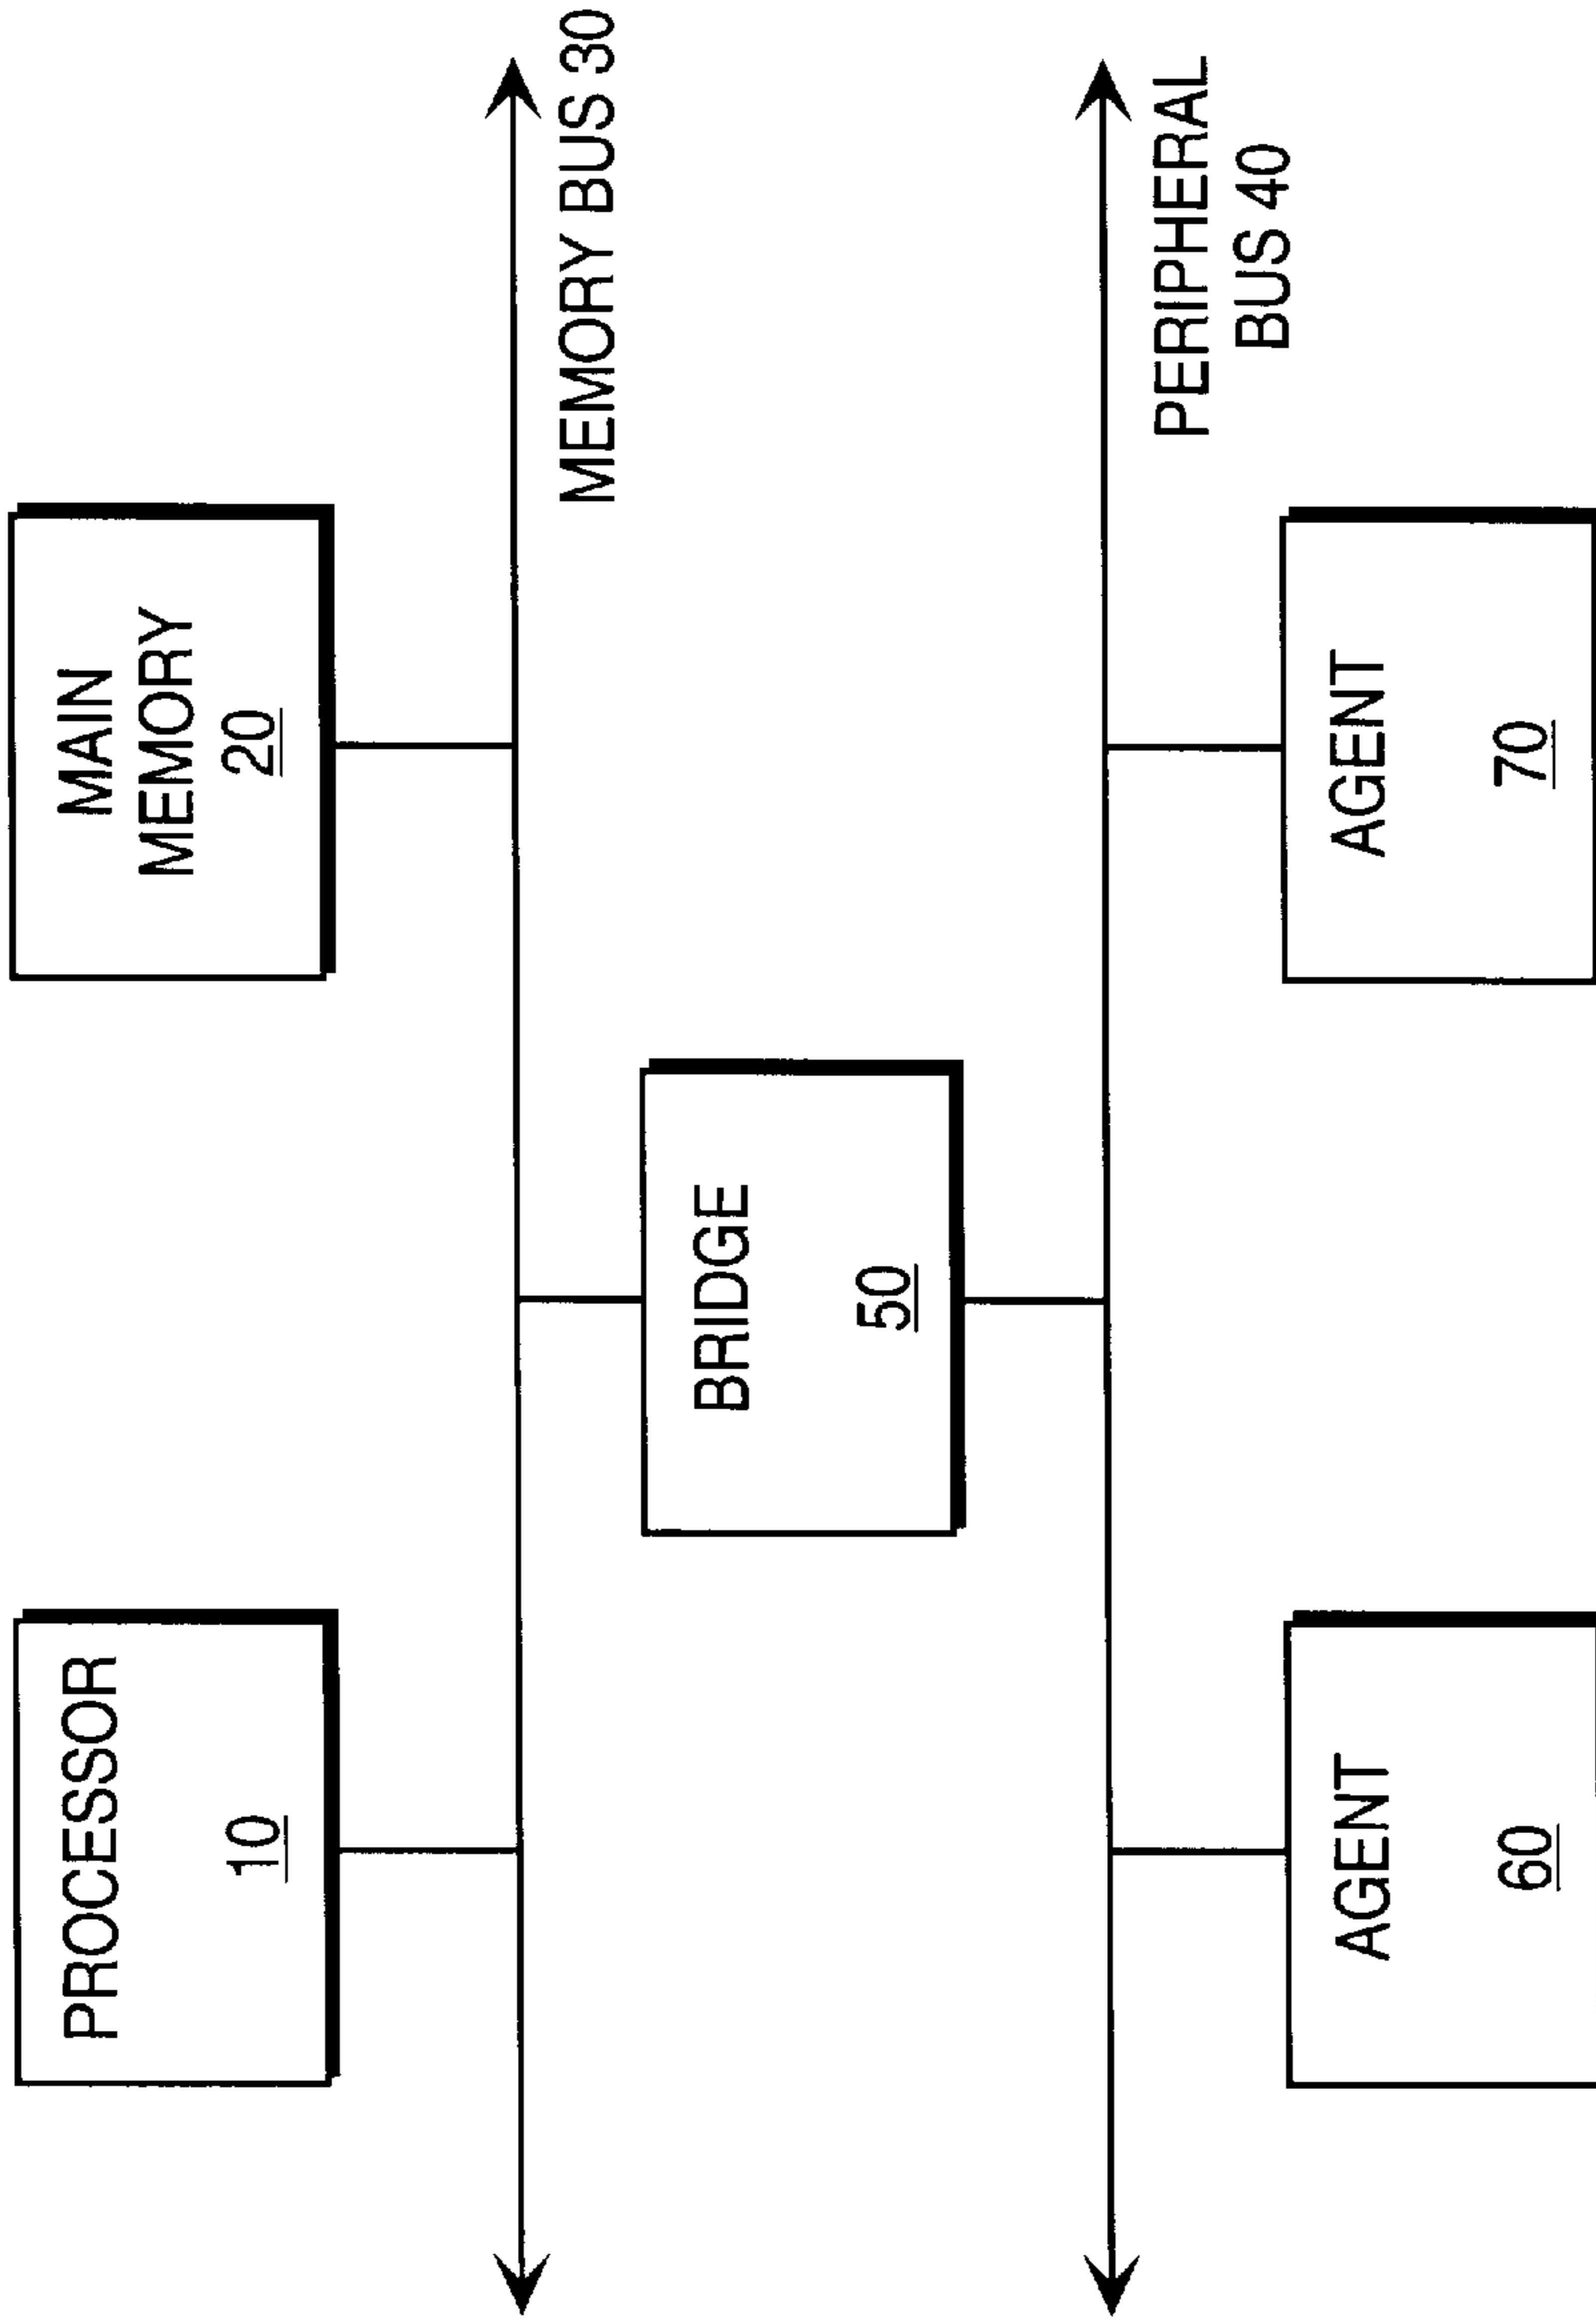 PROCESSOR
10
MAIN
MEMORY
20
MEMORY BUS 30
BRIDGE
50
PERIPHERAL
BUS 40
AGENT
60
AGENT
70